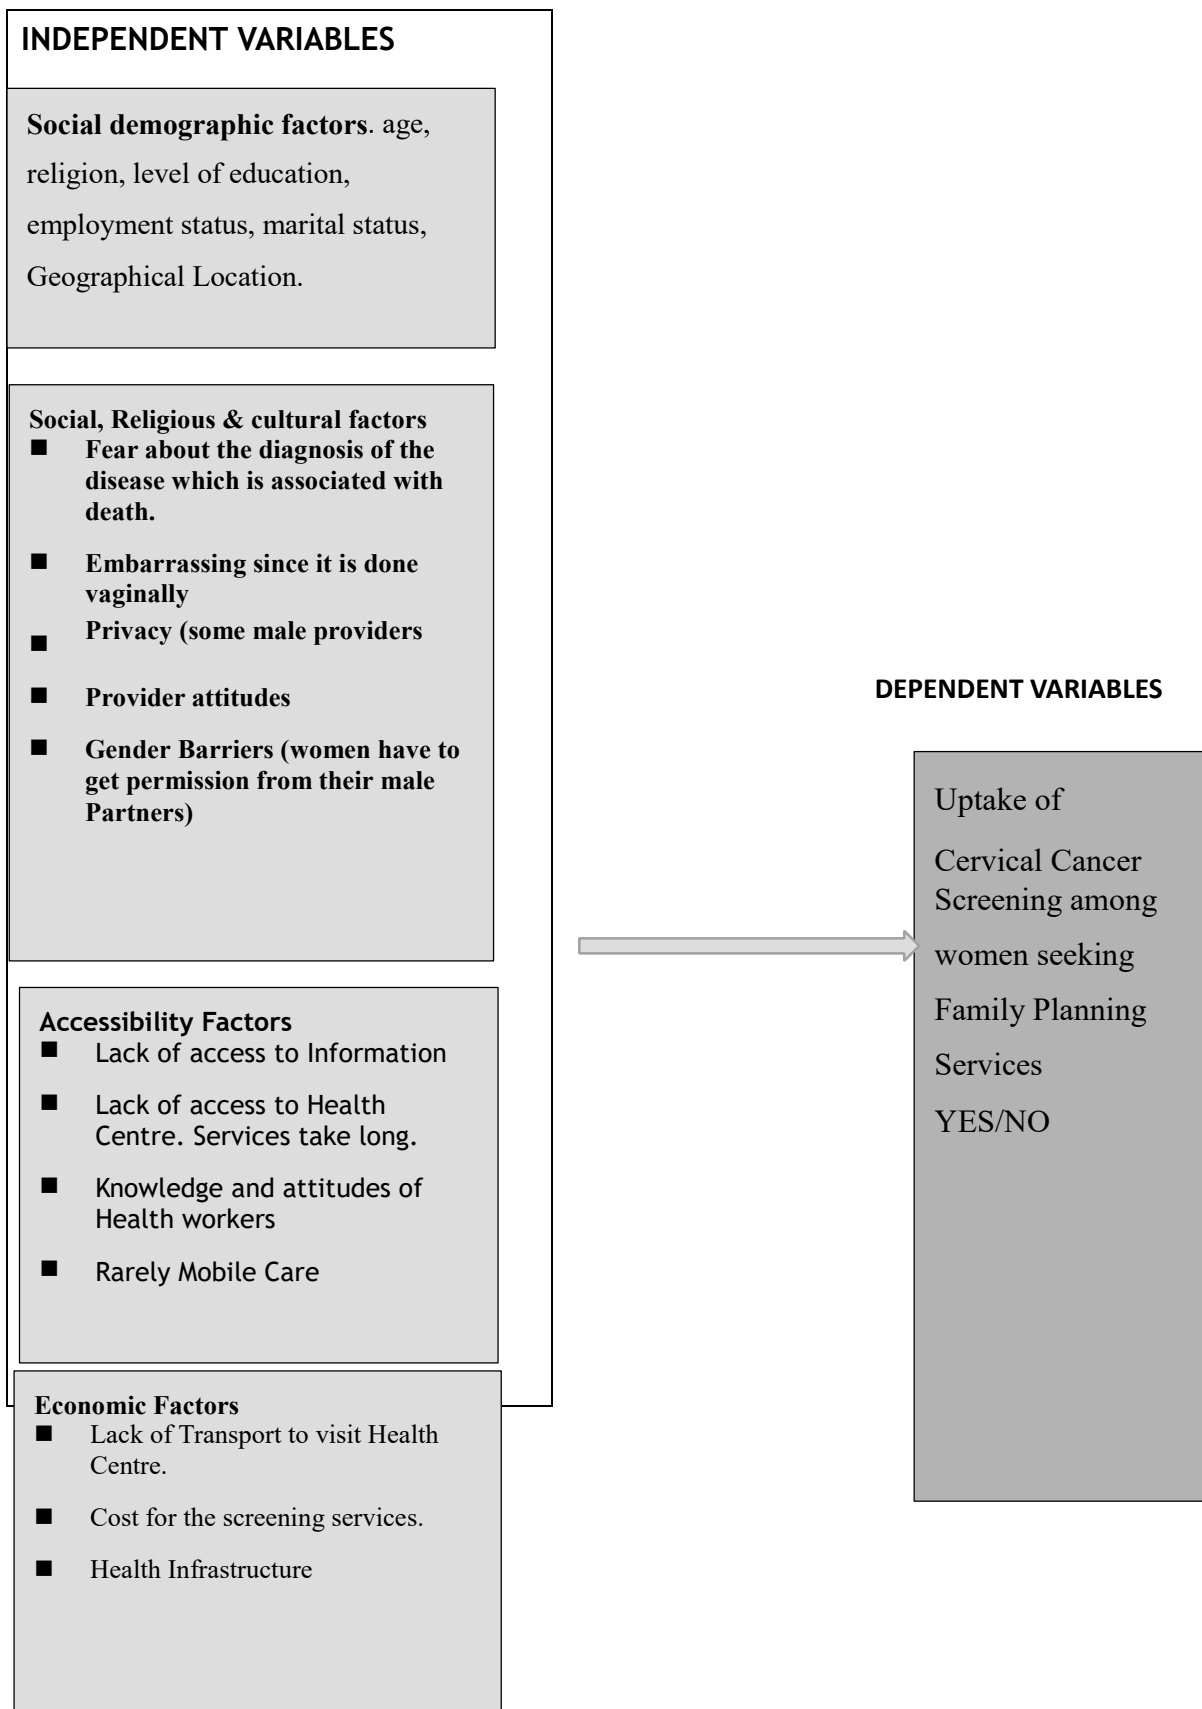 INDEPENDENT VARIABLES
Social demographic factors. age,
religion, level of education,
employment status, marital status,
Geographical Location.
Social, Religious & cultural factors
■ Fear about the diagnosis of the
disease which is associated with
death.
■ Embarrassing since it is done
vaginally
■ Privacy (some male providers
■ Provider attitudes
■ Gender Barriers (women have to
get permission from their male
Partners)
Accessibility Factors
■ Lack of access to Information
■ Lack of access to Health
Centre. Services take long.
■ Knowledge and attitudes of
Health workers
■ Rarely Mobile Care
Economic Factors
■ Lack of Transport to visit Health
Centre.
■ Cost for the screening services.
■ Health Infrastructure
DEPENDENT VARIABLES
Uptake of
Cervical Cancer
Screening among
women seeking
Family Planning
Services
YES/NO